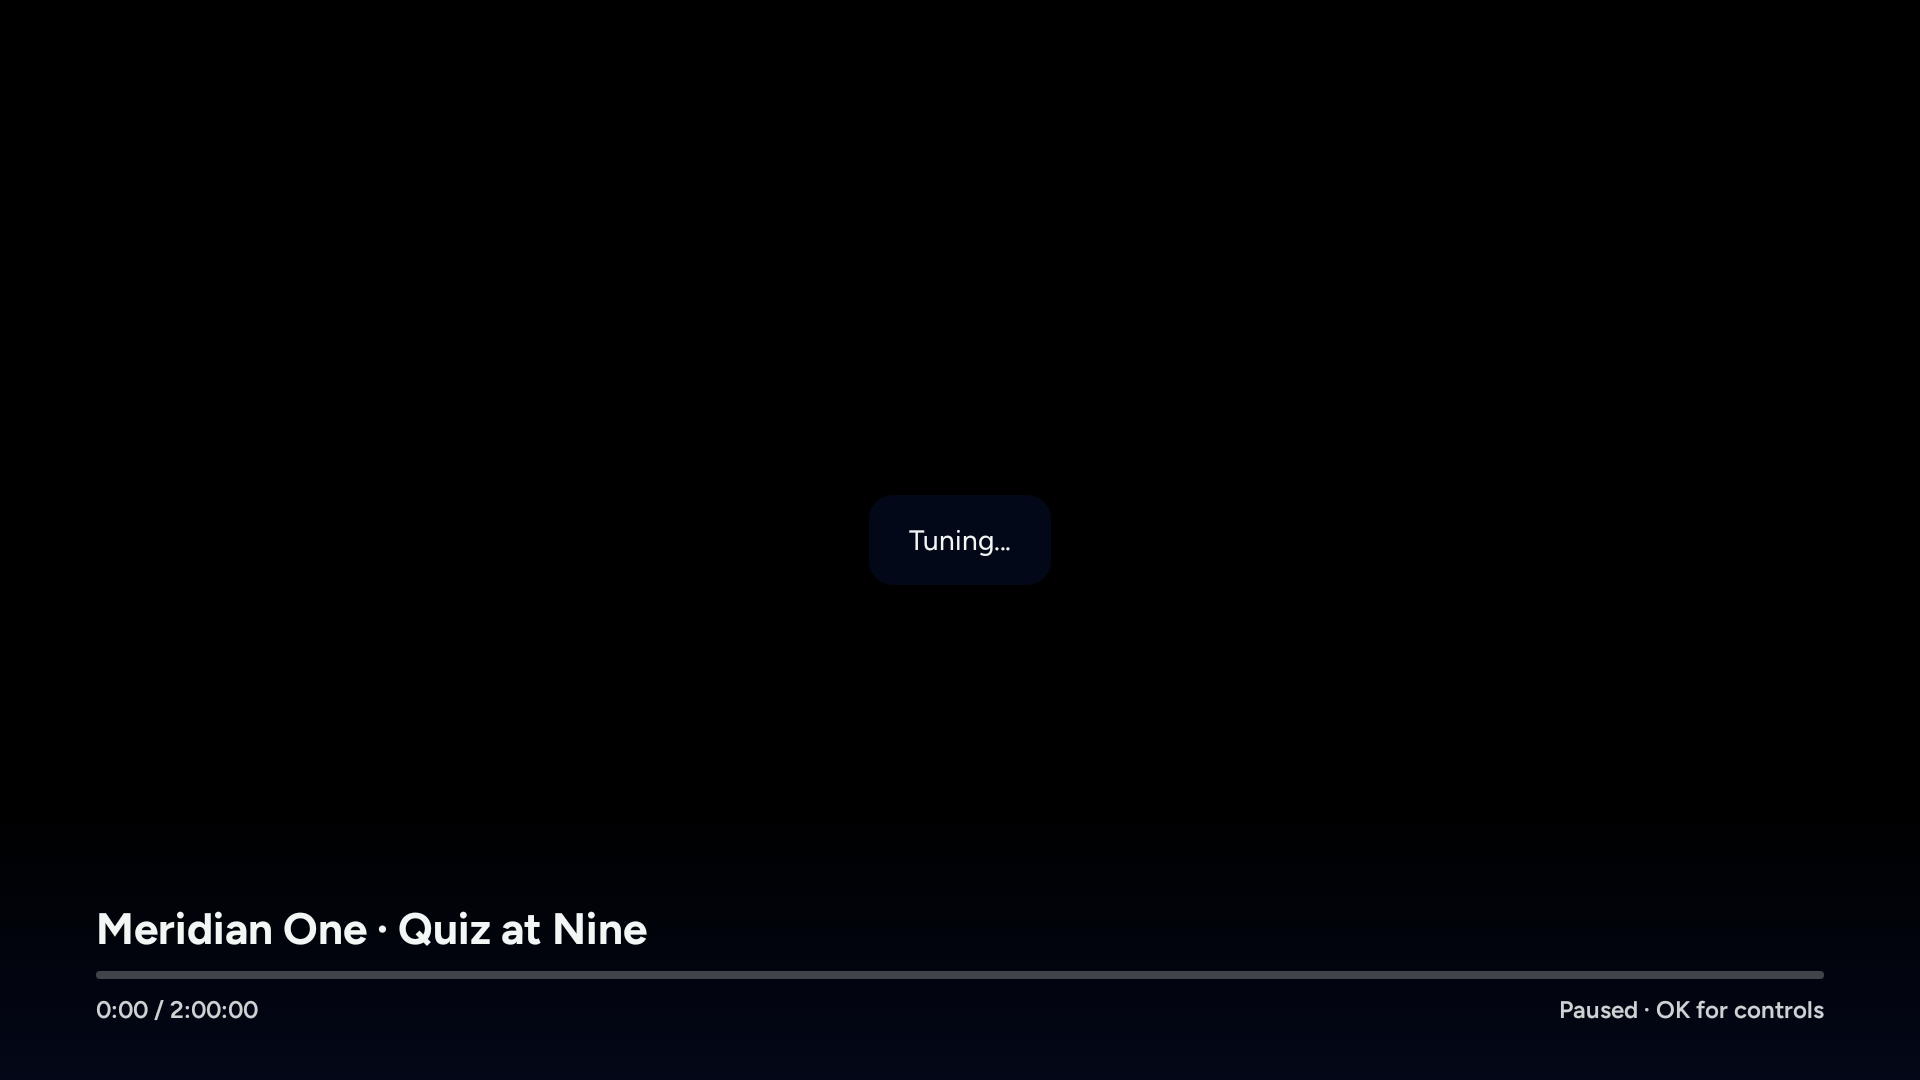 Tuning...
Meridian One · Quiz at Nine
0:00 / 2:00:00
Paused · OK for controls